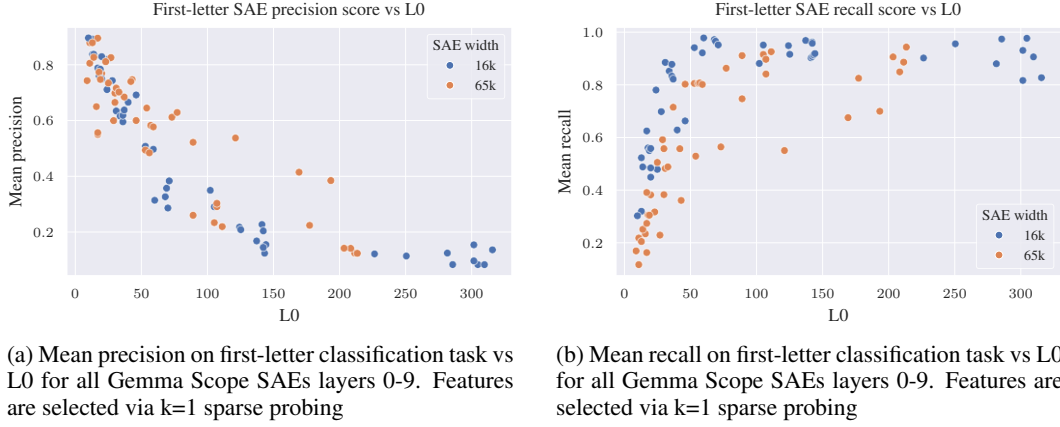 First-letter SAE precision score vs L0
Mean precision
0.8
0.6
0.4
0.2
SAE width
16k
65k
0 50 100 150 200 250 300
L0
(a) Mean precision on first-letter classification task vs
L0 for all Gemma Scope SAEs layers 0-9. Features
are selected via k=1 sparse probing
First-letter SAE recall score vs L0
Mean recall
1.0
0.8
0.6
0.4
0.2
SAE width
16k
65k
0 50 100 150 200 250 300
L0
(b) Mean recall on first-letter classification task vs L0
for all Gemma Scope SAEs layers 0-9. Features are
selected via k=1 sparse probing